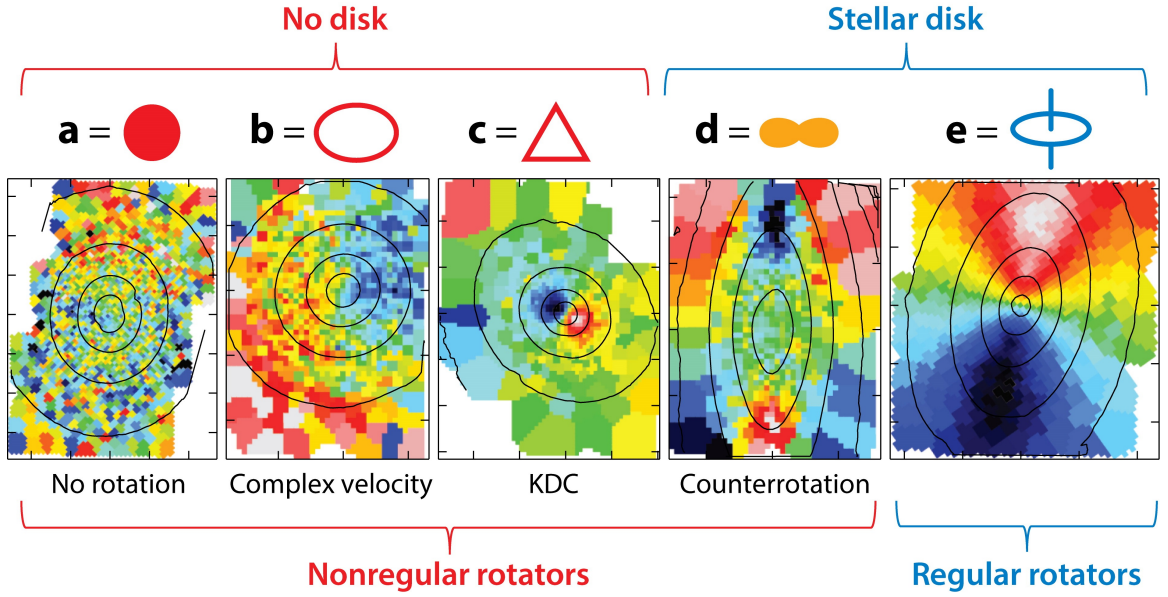 No disk
Stellar disk
a =
b =
c =
d =
e =
No rotation
Complex velocity
KDC
Counterrotation
Nonregular rotators
Regular rotators